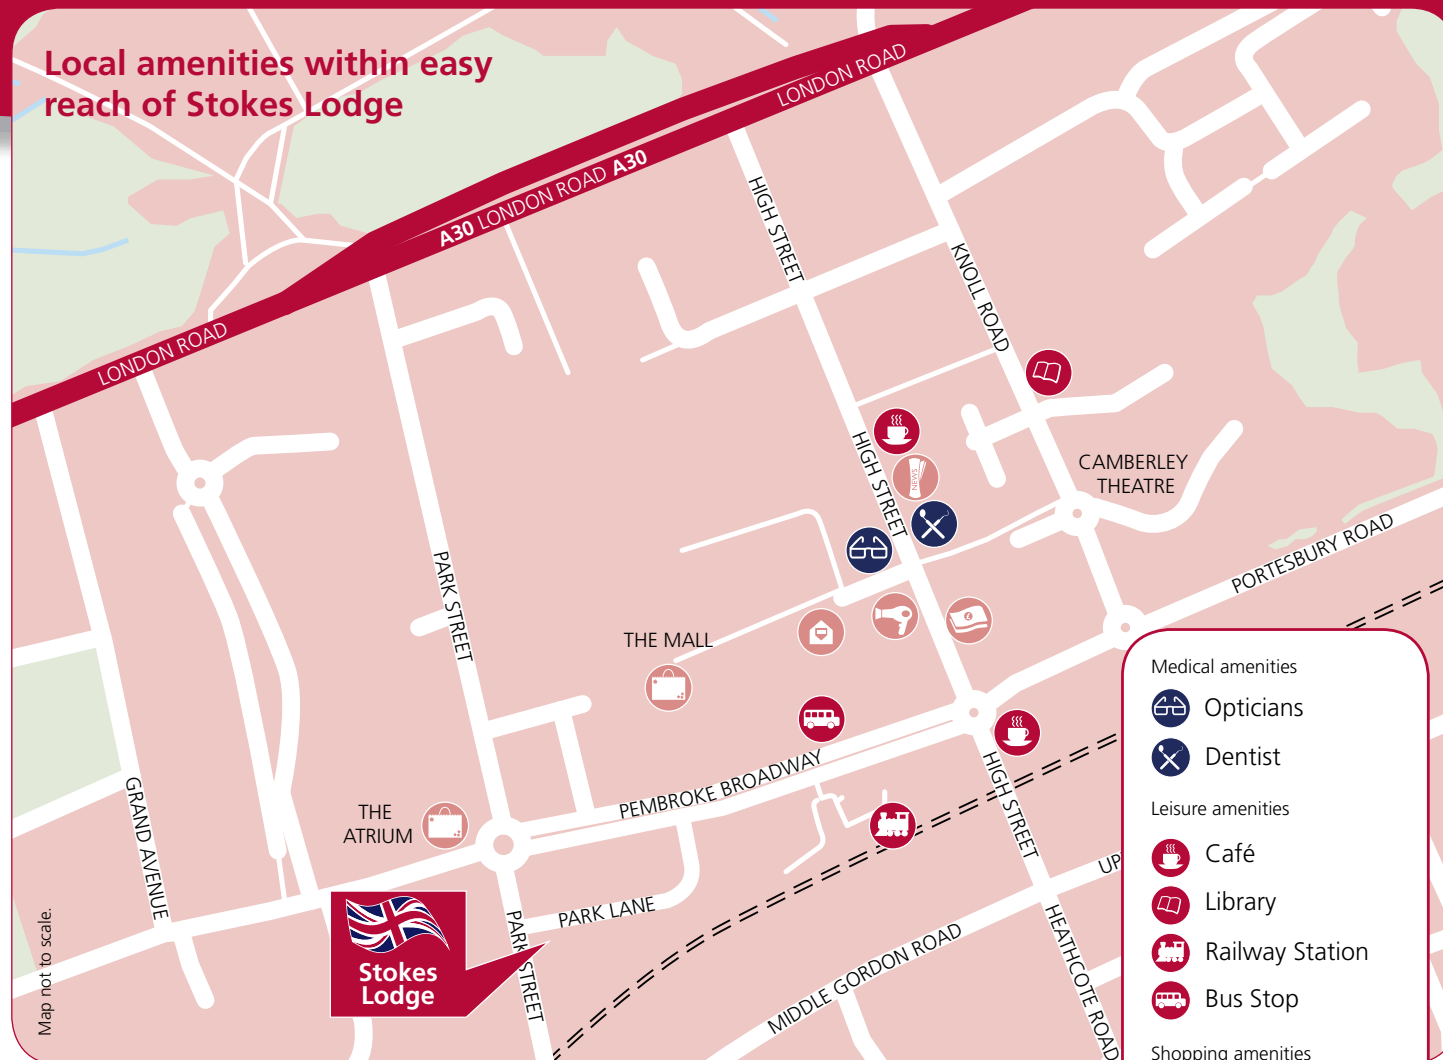 Local amenities within easy
reach of Stokes Lodge
LONDON ROAD
A30 LONDON ROAD A30
LONDON ROAD
HIGH STREET
KNOLL ROAD
HIGH STREET
NEWS
CAMBERLEY
THEATRE
PORTESBURY ROAD
PARK STREET
THE MALL
£
PEMBROKE BROADWAY
HIGH STREET
THE
ATRIUM
GRAND AVENUE
PARK LANE
PARK STREET
Stokes
Lodge
MIDDLE GORDON ROAD
UP
HEATHCOTE ROAD
Map not to scale.
Medical amenities
Opticians
Dentist
Leisure amenities
Café
Library
Railway Station
Bus Stop
Shopping amenities